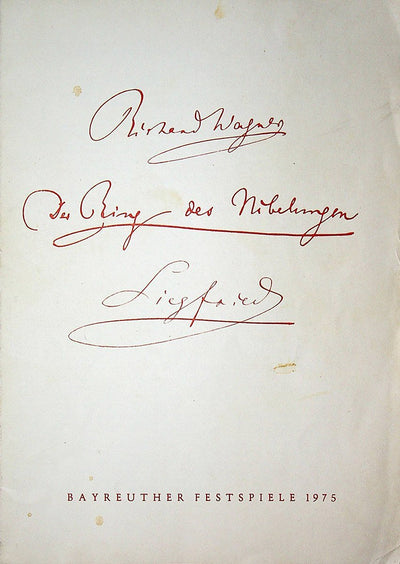 Richard Wagner
Der Ring des Nibelungen
Siegfried
BAYREUTHER FESTSPIELE 1975